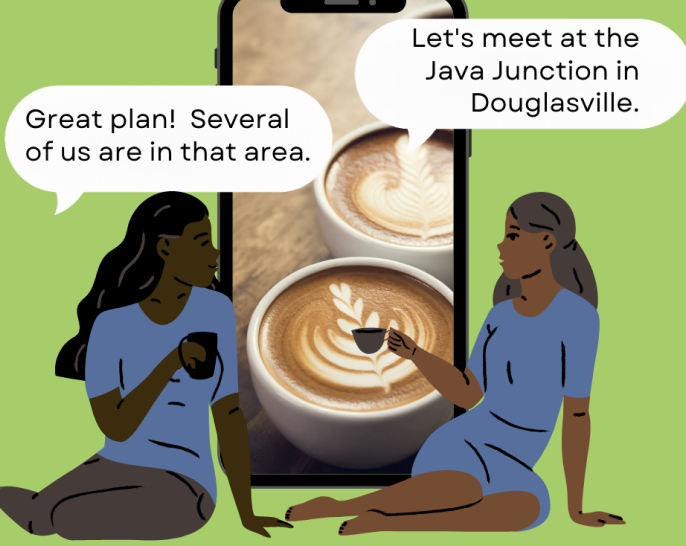 Let's meet at the
Java Junction in
Douglasville.
Great plan!  Several
of us are in that area.